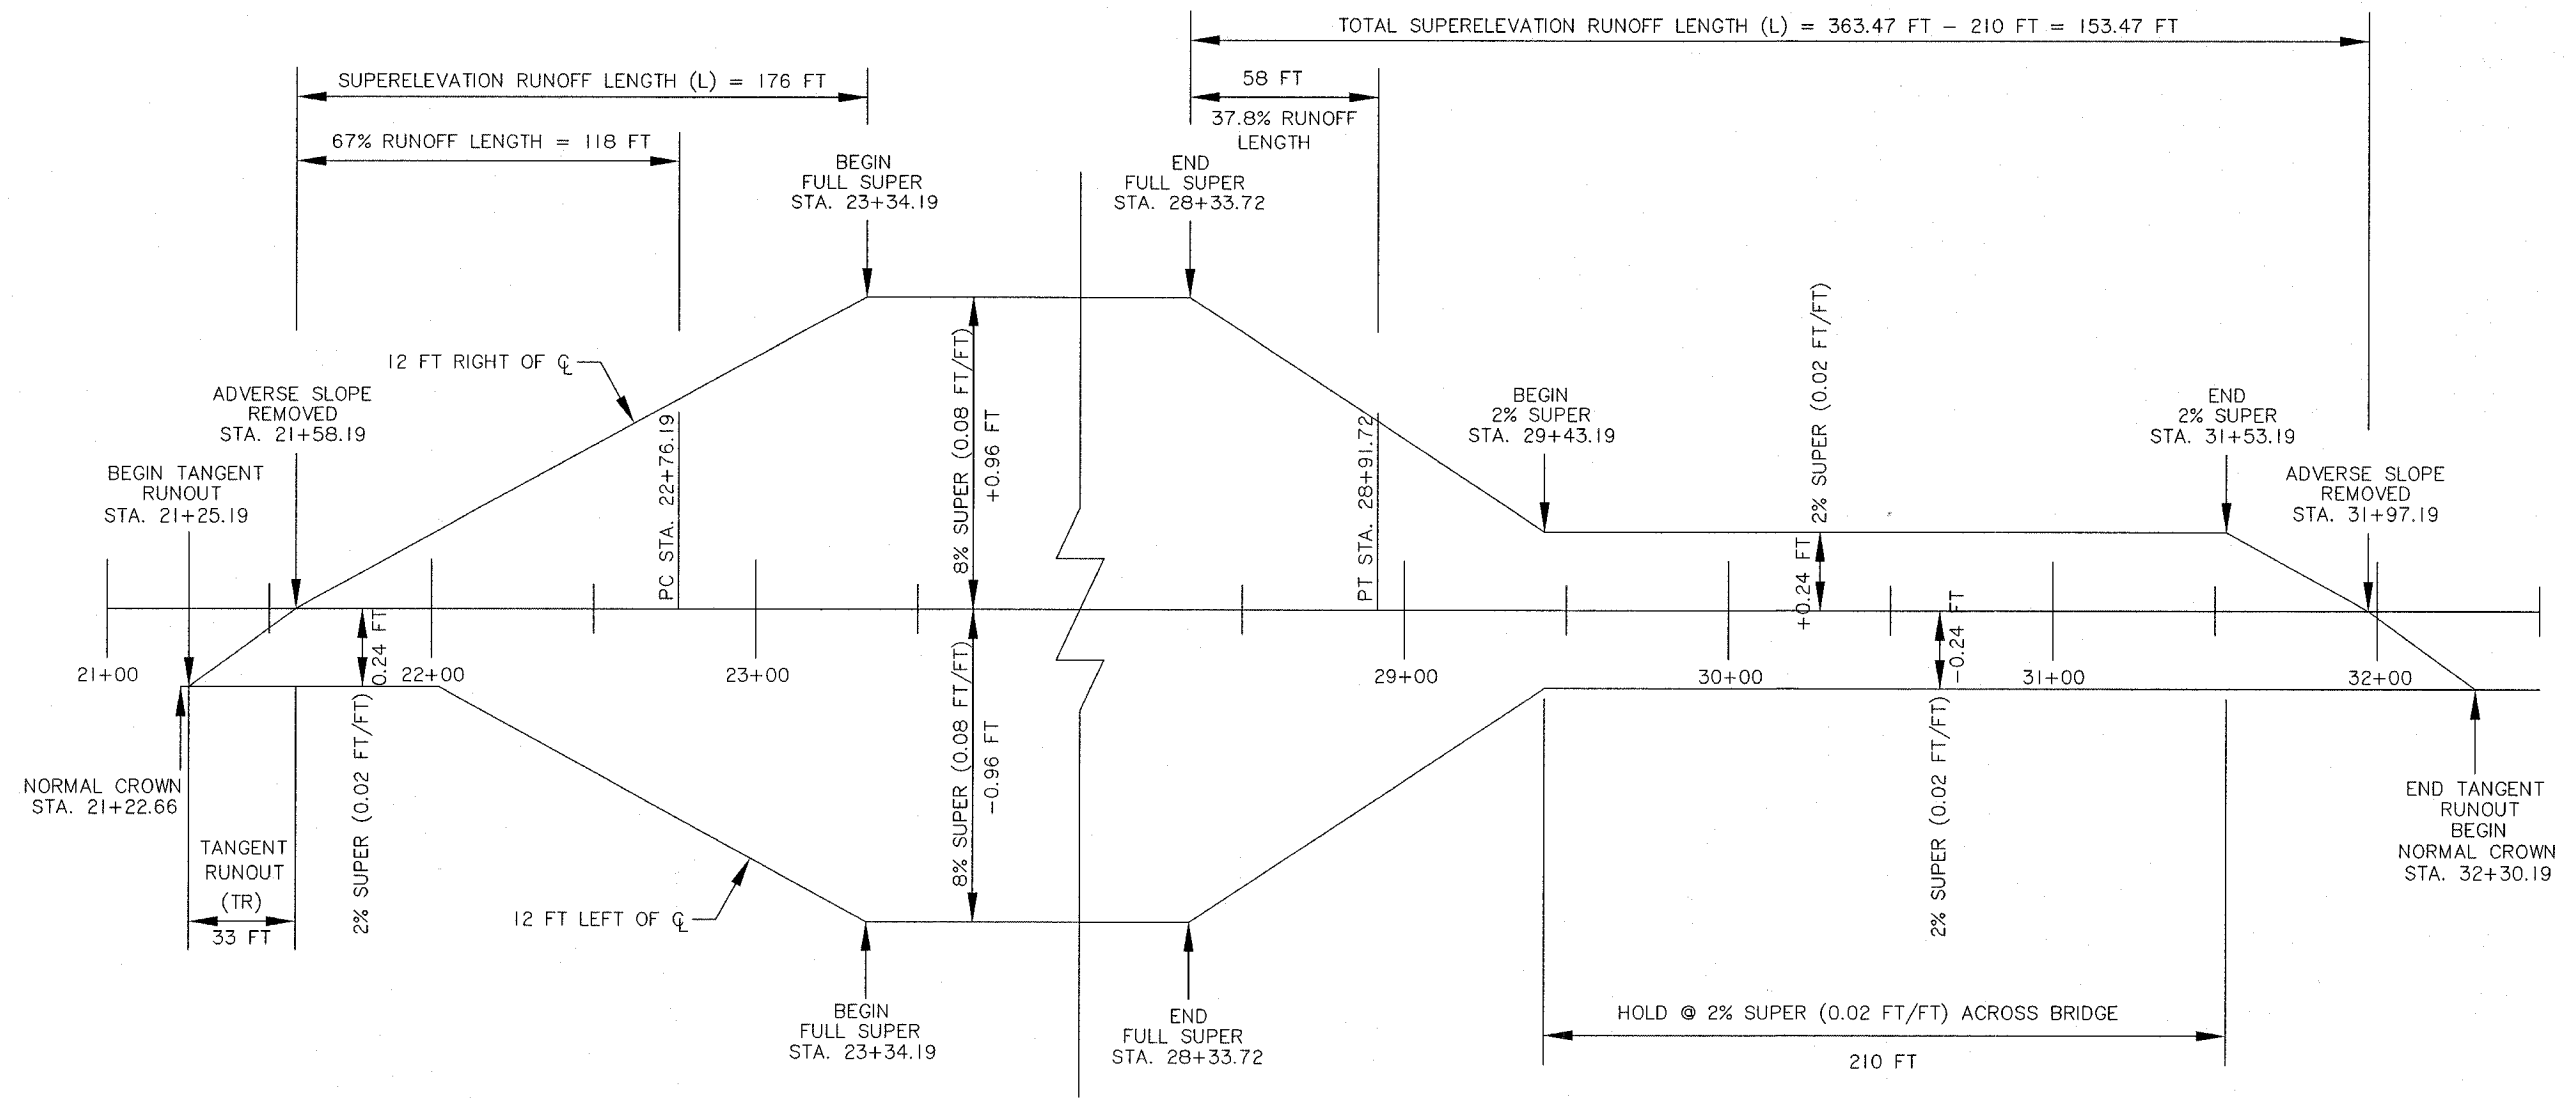 TOTAL SUPERELEVATION RUNOFF LENGTH (L) = 363.47 FT - 210 FT = 153.47 FT
SUPERELEVATION RUNOFF LENGTH (L) = 176 FT
58 FT
37.8% RUNOFF
LENGTH
67% RUNOFF LENGTH = 118 FT
BEGIN
FULL SUPER
STA. 23+34.19
END
FULL SUPER
STA. 28+33.72
12 FT RIGHT OF ℄
ADVERSE SLOPE
REMOVED
STA. 21+58.19
BEGIN TANGENT
RUNOUT
STA. 21+25.19
PC STA. 22+76.19
8% SUPER (0.08 FT/FT)
+0.96 FT
PT STA. 28+91.72
BEGIN
2% SUPER
STA. 29+43.19
2% SUPER (0.02 FT/FT)
+0.24 FT
END
2% SUPER
STA. 31+53.19
ADVERSE SLOPE
REMOVED
STA. 31+97.19
21+00
22+00
23+00
29+00
30+00
31+00
32+00
0.24 FT
2% SUPER (0.02 FT/FT)
8% SUPER (0.08 FT/FT)
-0.96 FT
-0.24 FT
2% SUPER (0.02 FT/FT)
NORMAL CROWN
STA. 21+22.66
TANGENT
RUNOUT
(TR)
33 FT
12 FT LEFT OF ℄
END TANGENT
RUNOUT
BEGIN
NORMAL CROWN
STA. 32+30.19
BEGIN
FULL SUPER
STA. 23+34.19
END
FULL SUPER
STA. 28+33.72
HOLD @ 2% SUPER (0.02 FT/FT) ACROSS BRIDGE
210 FT